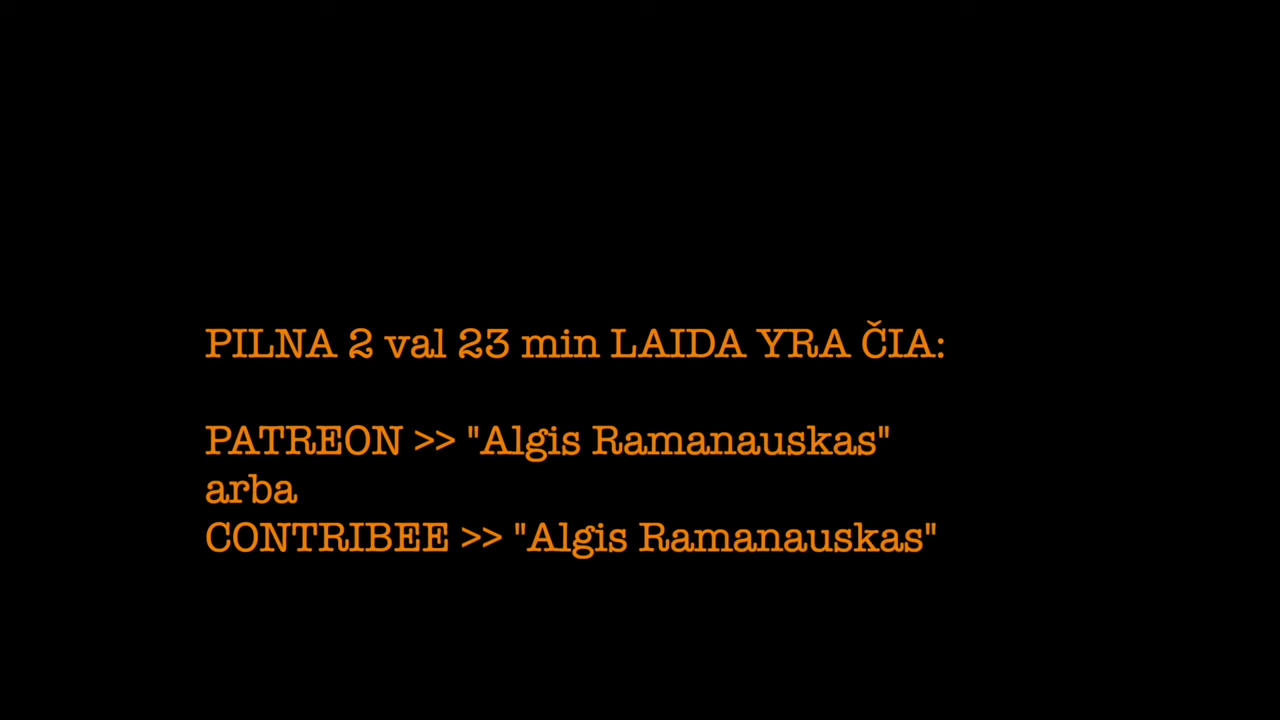 PILNA 2 val 23 min LAIDA YRA ČIA:
PATREON >> "Algis Ramanauskas"
arba
CONTRIBEE >> "Algis Ramanauskas"